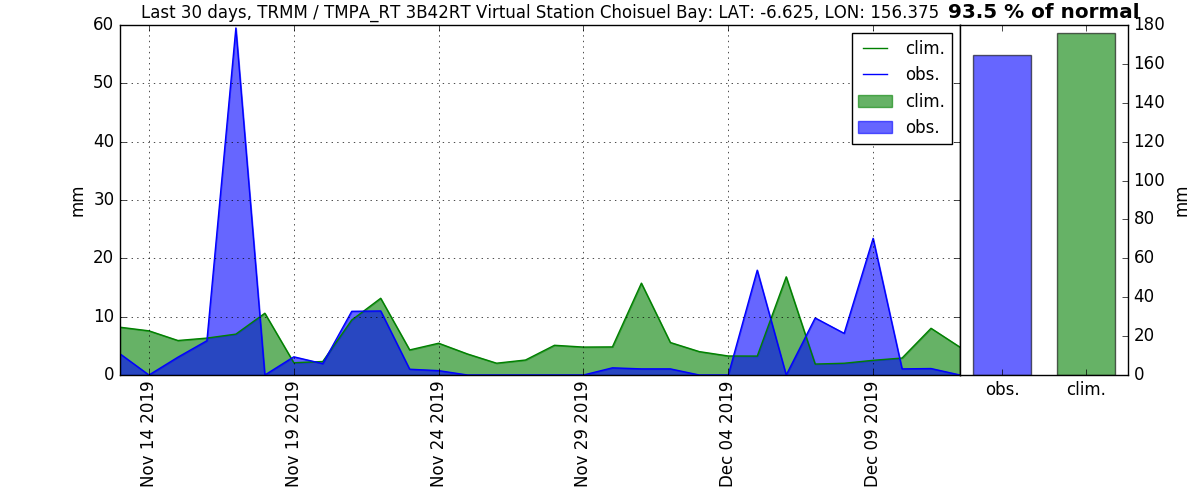 Last 30 days, TRMM / TMPA_RT 3B42RT Virtual Station Choisuel Bay: LAT: -6.625, LON: 156.375
93.5 % of normal
60
50
40
30
20
10
0
mm
clim.
obs.
clim.
obs.
Nov 14 2019
Nov 19 2019
Nov 24 2019
Nov 29 2019
Dec 04 2019
Dec 09 2019
180
160
140
120
100
80
60
40
20
0
mm
obs.
clim.